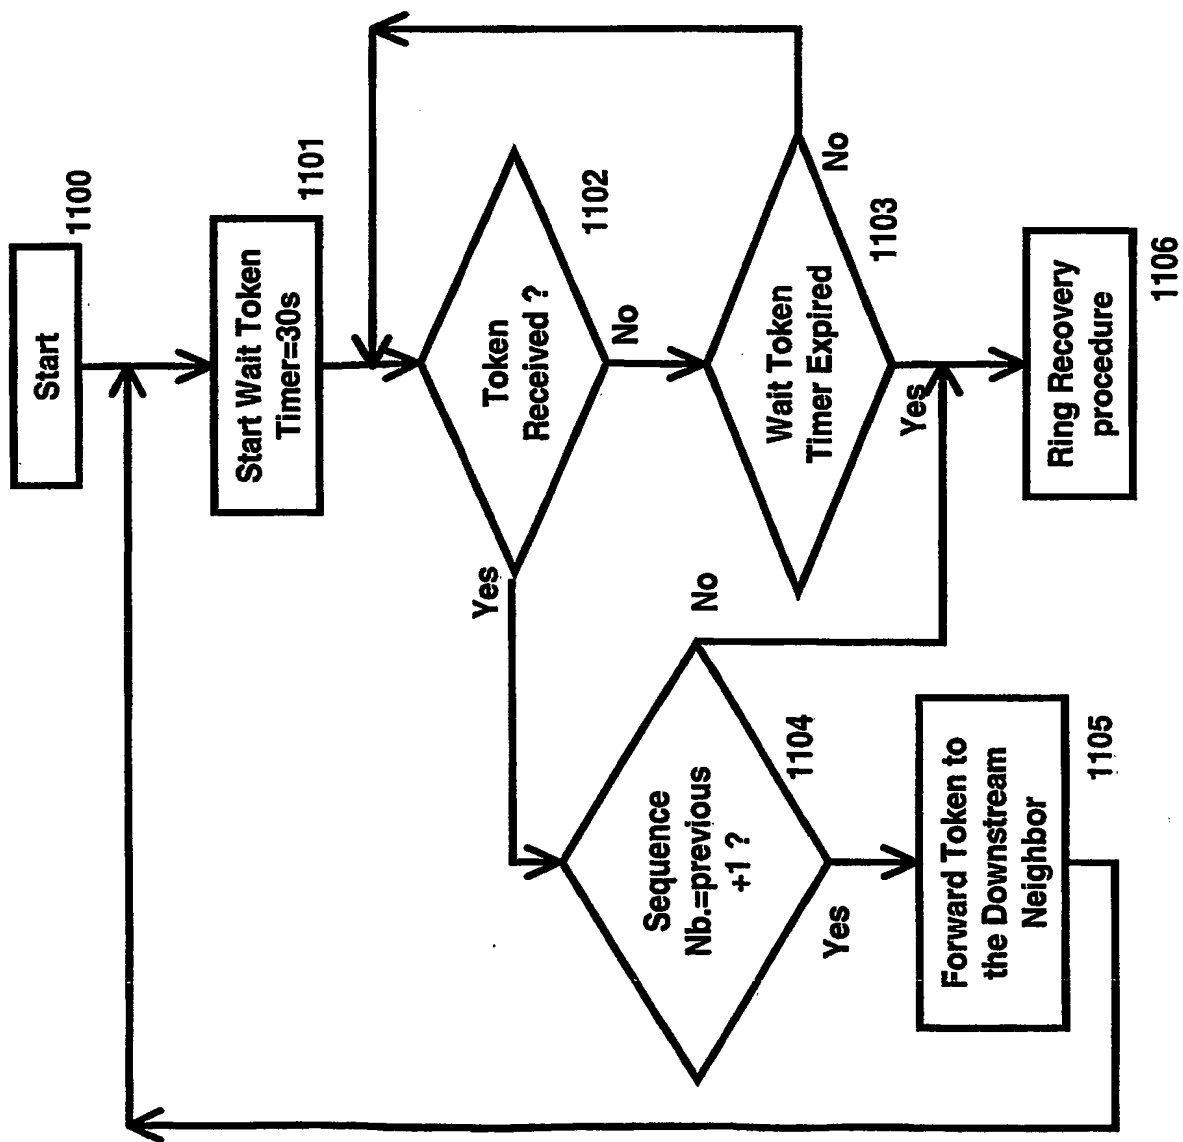 Start
1100
Start Wait Token
Timer=30s
1101
Token
Received ?
1102
Yes
No
Wait Token
Timer Expired
1103
No
Yes
Sequence
Nb.=previous
+1 ?
1104
No
Yes
Forward Token to
the Downstream
Neighbor
1105
Ring Recovery
procedure
1106